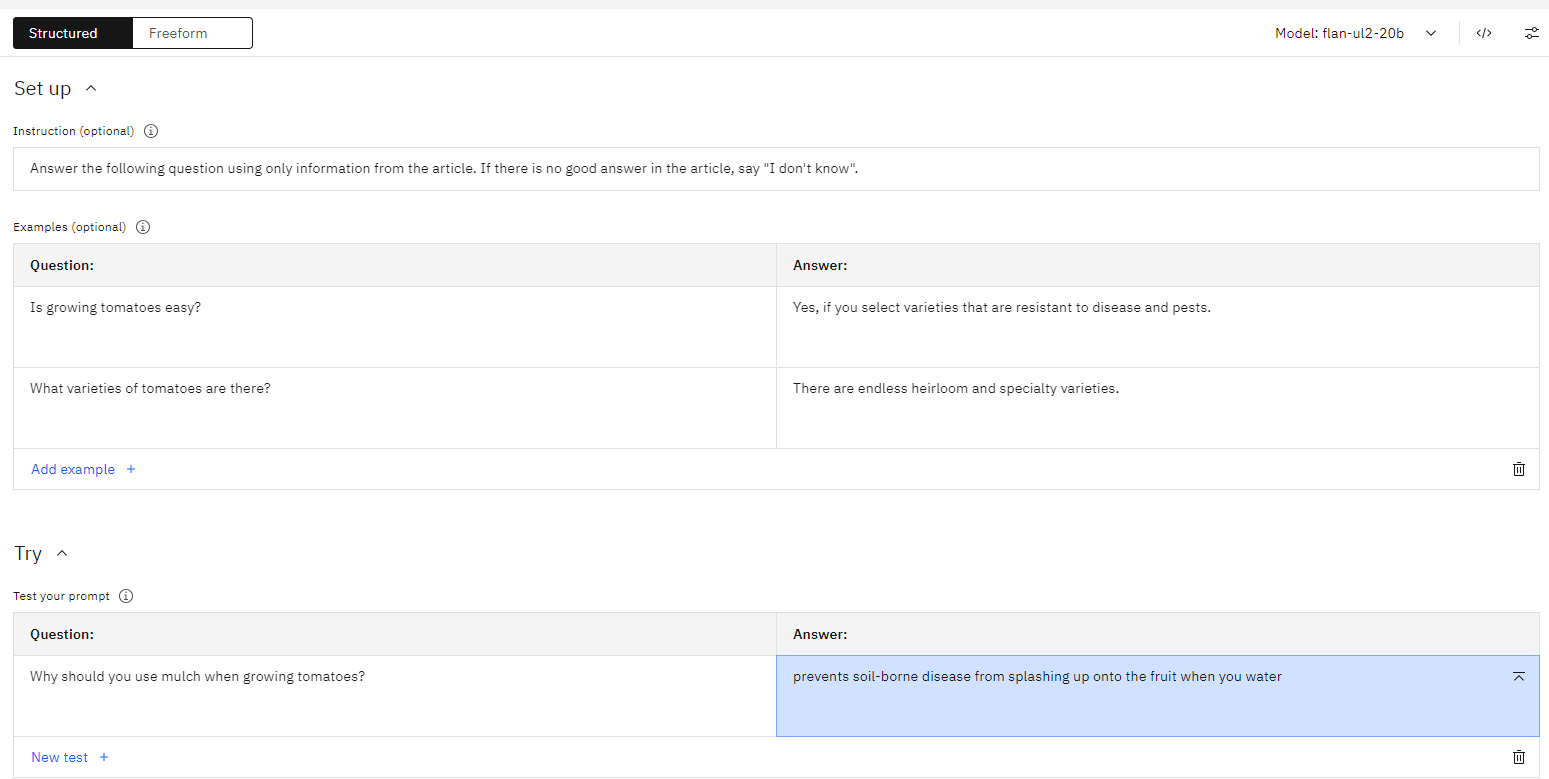 Structured Freeform Model: flan-ul2-20b </>
Set up
Instruction (optional)
Answer the following question using only information from the article. If there is no good answer in the article, say "I don't know".
Examples (optional)
Question: Answer:
Is growing tomatoes easy? Yes, if you select varieties that are resistant to disease and pests.
What varieties of tomatoes are there? There are endless heirloom and specialty varieties.
Add example +
Try
Test your prompt
Question: Answer:
Why should you use mulch when growing tomatoes? prevents soil-borne disease from splashing up onto the fruit when you water
New test +